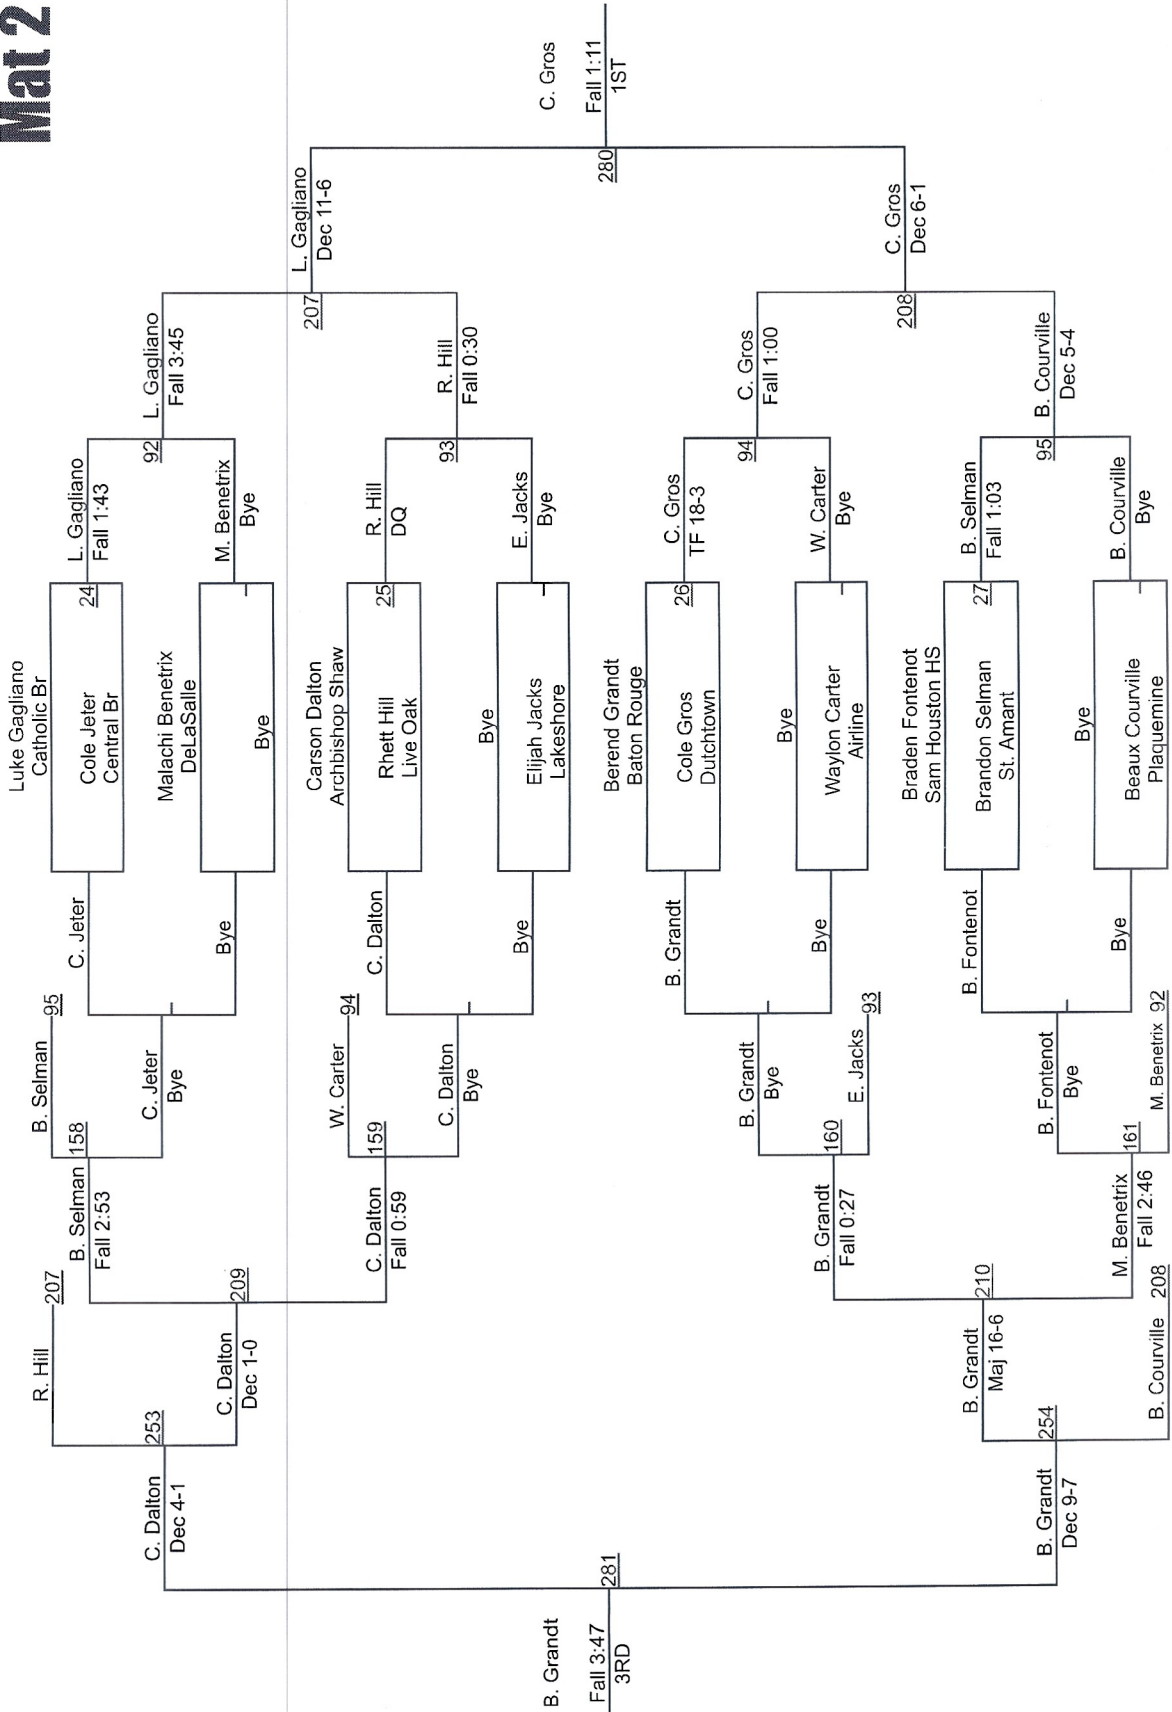 Mat 2
Luke Gagliano
Catholic Br
24
Cole Jeter
Central Br
Malachi Benetrix
DeLaSalle
Bye
Carson Dalton
Archbishop Shaw
25
Rhett Hill
Live Oak
Bye
Elijah Jacks
Lakeshore
Berend Grandt
Baton Rouge
26
Cole Gros
Dutchtown
Bye
Waylon Carter
Airline
Braden Fontenot
Sam Houston HS
27
Brandon Selman
St. Amant
Bye
Beaux Courville
Plaquemine
L. Gagliano
Fall 1:43
M. Benetrix
Bye
R. Hill
DQ
E. Jacks
Bye
C. Gros
TF 18-3
W. Carter
Bye
B. Selman
Fall 1:03
B. Courville
Bye
92
L. Gagliano
Fall 3:45
93
R. Hill
Fall 0:30
94
C. Gros
Fall 1:00
95
B. Courville
Dec 5-4
207
L. Gagliano
Dec 11-6
208
C. Gros
Dec 6-1
280
C. Gros
Fall 1:11
1ST
C. Jeter
Bye
C. Dalton
Bye
B. Grandt
Bye
B. Fontenot
Bye
B. Selman
95
C. Jeter
Bye
W. Carter
94
C. Dalton
Bye
B. Grandt
Bye
E. Jacks
93
B. Fontenot
Bye
M. Benetrix 92
158
B. Selman
Fall 2:53
159
C. Dalton
Fall 0:59
160
B. Grandt
Fall 0:27
161
M. Benetrix
Fall 2:46
R. Hill
207
209
C. Dalton
Dec 1-0
210
B. Grandt
Maj 16-6
B. Courville 208
253
C. Dalton
Dec 4-1
254
B. Grandt
Dec 9-7
281
B. Grandt
Fall 3:47
3RD